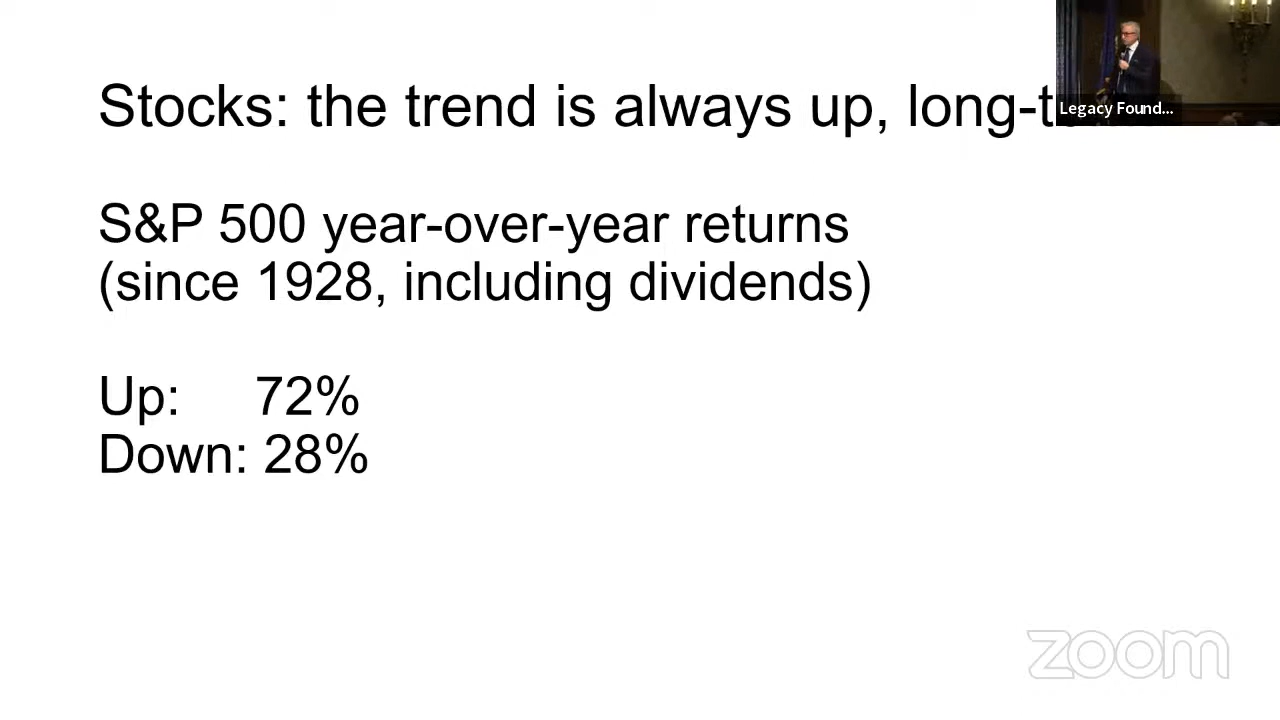 Stocks: the trend is always up, long-t
Legacy Found...
S&P 500 year-over-year returns
(since 1928, including dividends)
Up: 72%
Down: 28%
zoom